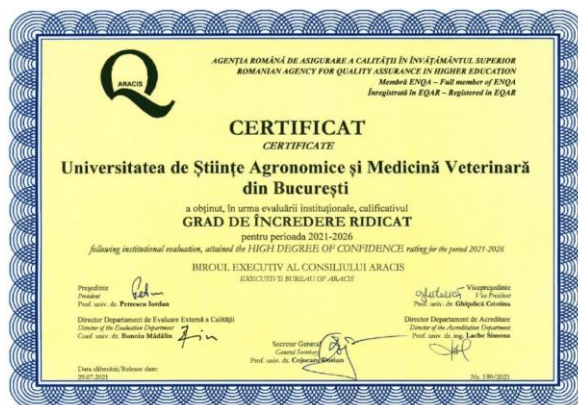 ARACIS
AGENȚIA ROMÂNĂ DE ASIGURARE A CALITĂȚII ÎN ÎNVĂȚĂMÂNTUL SUPERIOR
ROMANIAN AGENCY FOR QUALITY ASSURANCE IN HIGHER EDUCATION
Membră ENQA – Full member of ENQA
Înregistrată în EQAR – Registered in EQAR
CERTIFICAT
CERTIFICATE
Universitatea de Științe Agronomice și Medicină Veterinară
din București
a obținut, în urma evaluării instituționale, calificativul
GRAD DE ÎNCREDERE RIDICAT
pentru perioada 2021-2026
following institutional evaluation, attained the HIGH DEGREE OF CONFIDENCE rating for the period 2021-2026
BIROUL EXECUTIV AL CONSILIULUI ARACIS
EXECUTIVE BUREAU OF ARACIS
Președinte
President
Prof. univ. dr. Petrescu Iordan
Vicepreședinte
Vice President
Prof. univ. dr. Ghițulică Cristina
Director Departament de Evaluare Externă a Calității
Director of the Evaluation Department
Conf. univ. dr. Bunoiu Mădălin
Director Departament de Acreditare
Director of the Accreditation Department
Prof. univ. dr. ing. Lache Simona
Secretar General
General Secretary
Prof. univ. dr. Cojocaru Dorian
Data eliberării/Release date:
29.07.2021
Nr. 180/2021